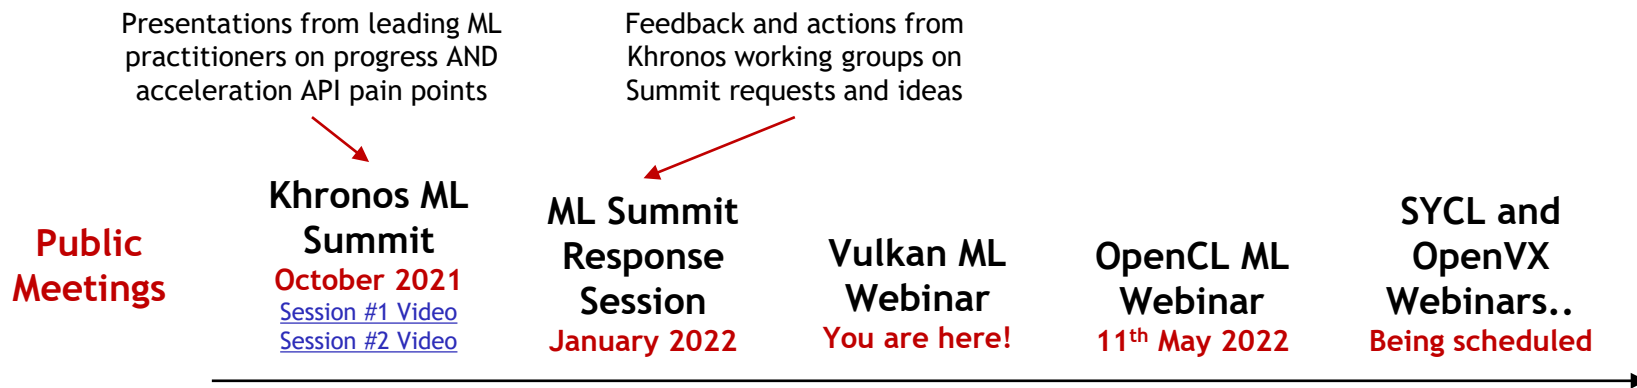 Presentations from leading ML
practitioners on progress AND
acceleration API pain points
Feedback and actions from
Khronos working groups on
Summit requests and ideas
Public
Meetings
Khronos ML
Summit
October 2021
Session #1 Video
Session #2 Video
ML Summit
Response
Session
January 2022
Vulkan ML
Webinar
You are here!
OpenCL ML
Webinar
11th May 2022
SYCL and
OpenVX
Webinars..
Being scheduled